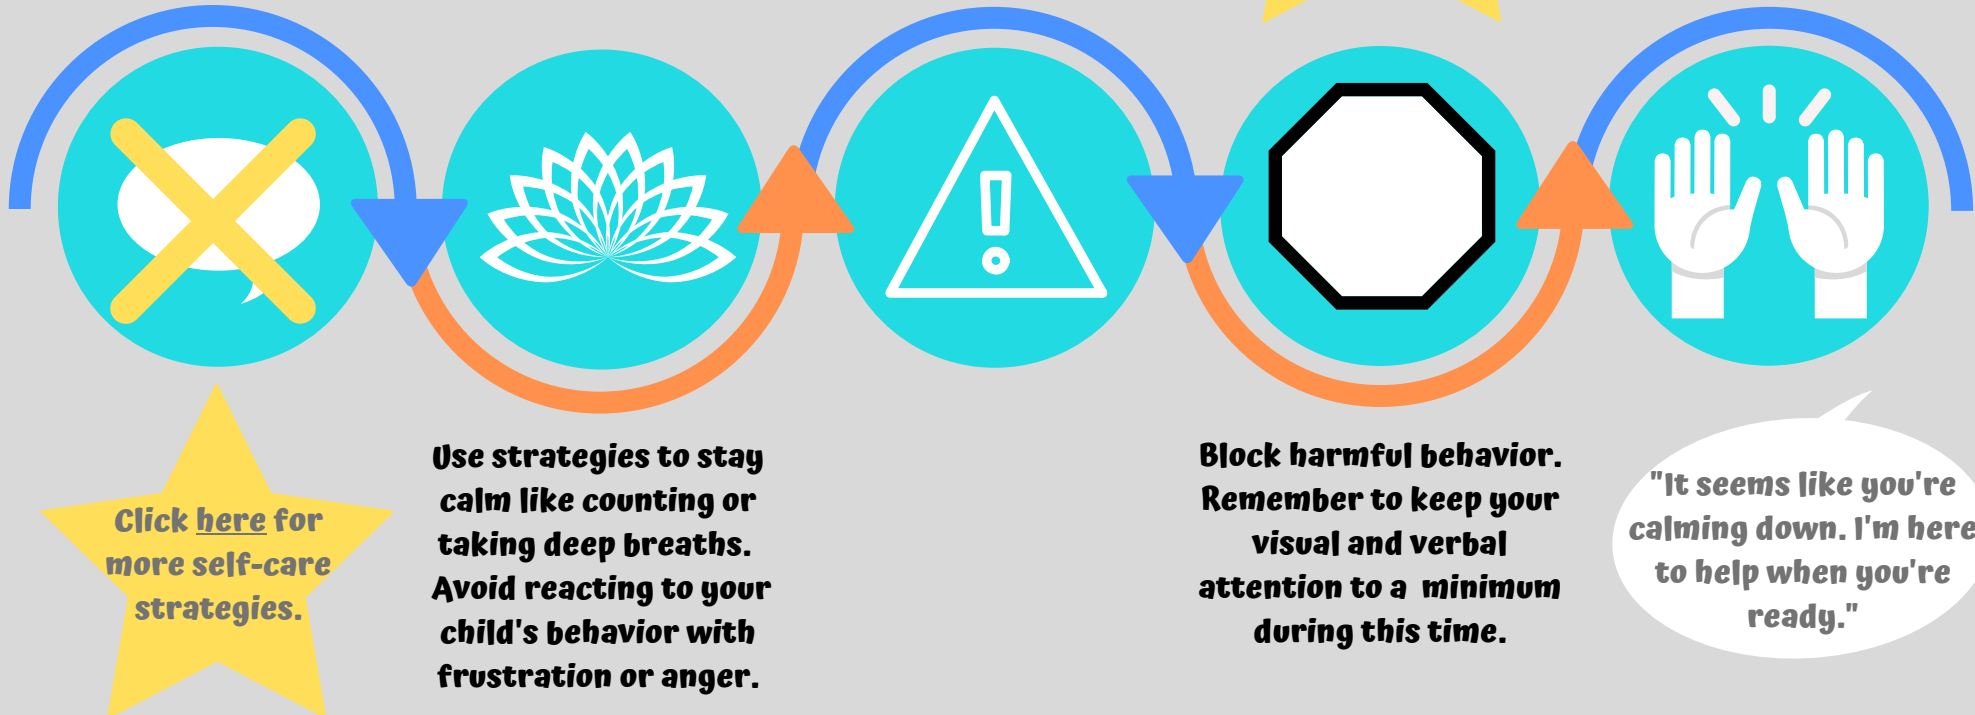 Click here for
more self-care
strategies.
Use strategies to stay
calm like counting or
taking deep breaths.
Avoid reacting to your
child's behavior with
frustration or anger.
Block harmful behavior.
Remember to keep your
visual and verbal
attention to a minimum
during this time.
"It seems like you're
calming down. I'm here
to help when you're
ready."